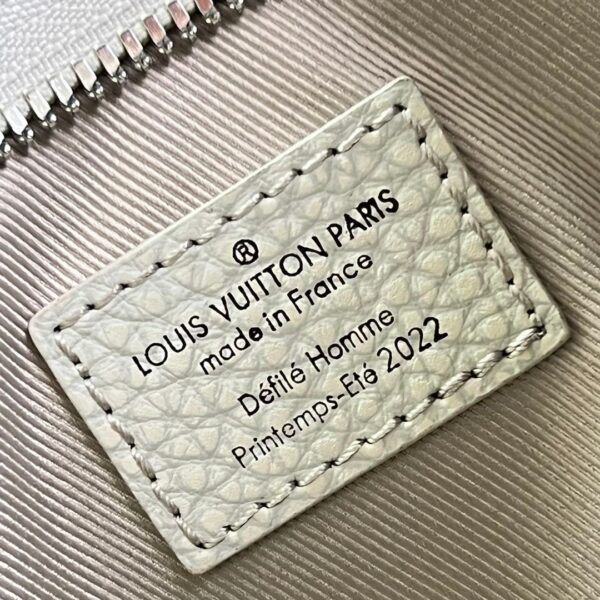 ®
LOUIS VUITTON PARIS
made in France
Défilé Homme
Printemps-Eté 2022